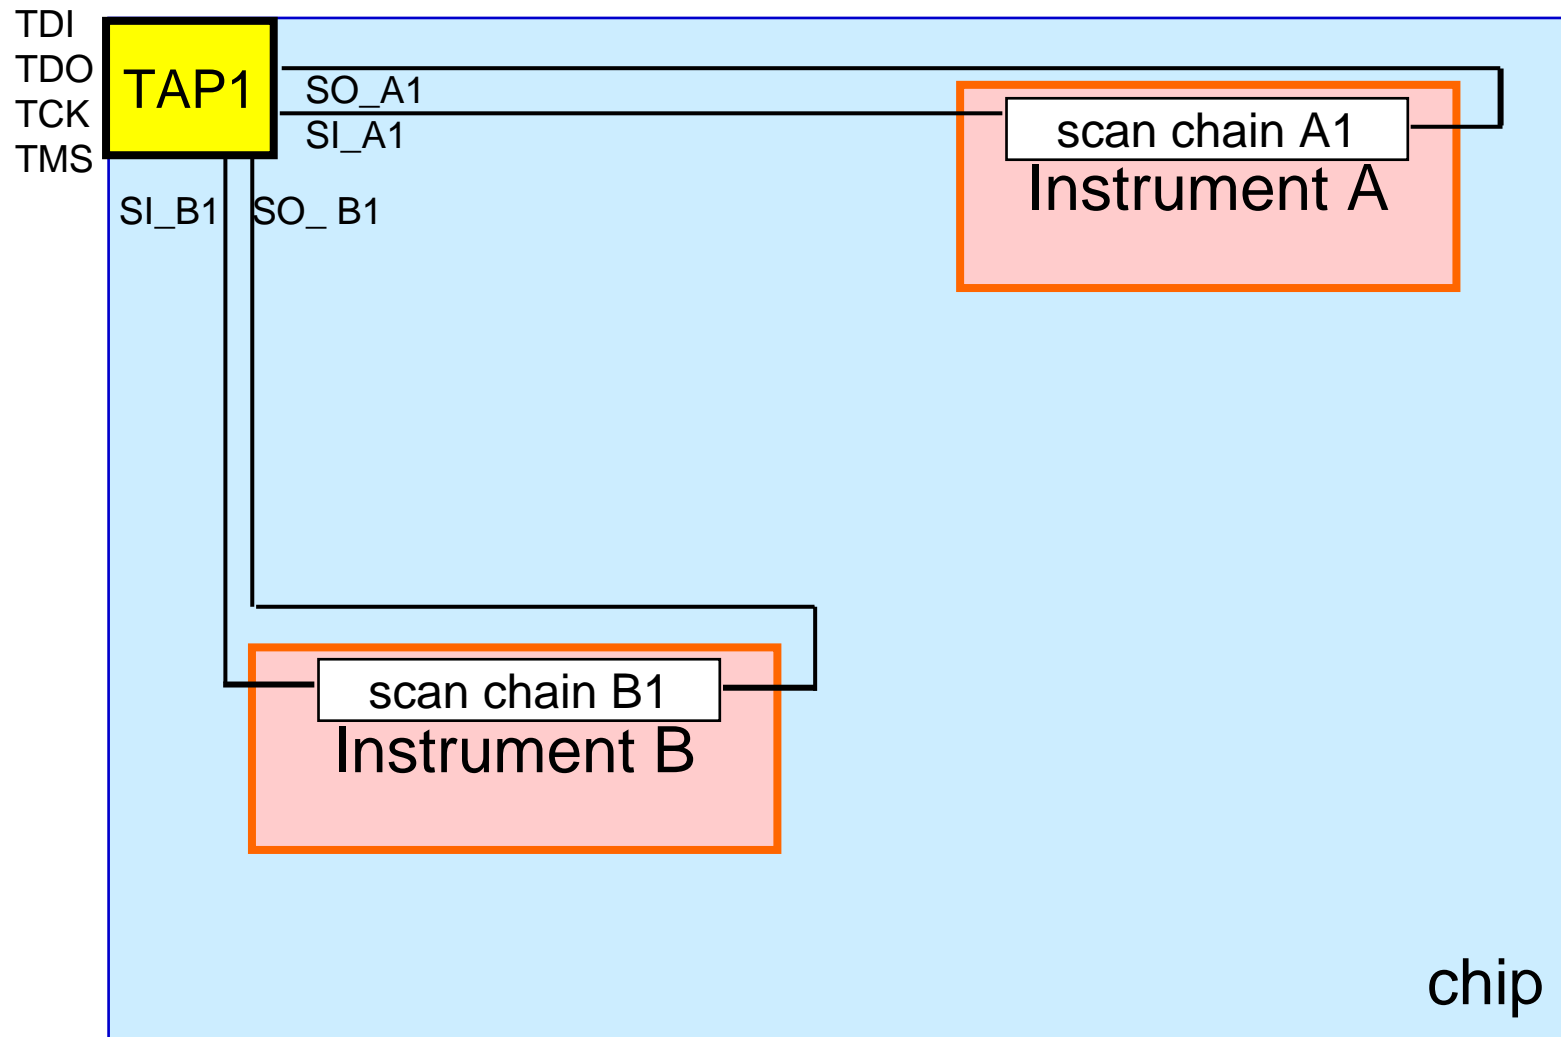 TDI
TDO
TCK
TMS
TAP1
SO_A1
SI_A1
scan chain A1
Instrument A
SI_B1
SO_ B1
scan chain B1
Instrument B
chip